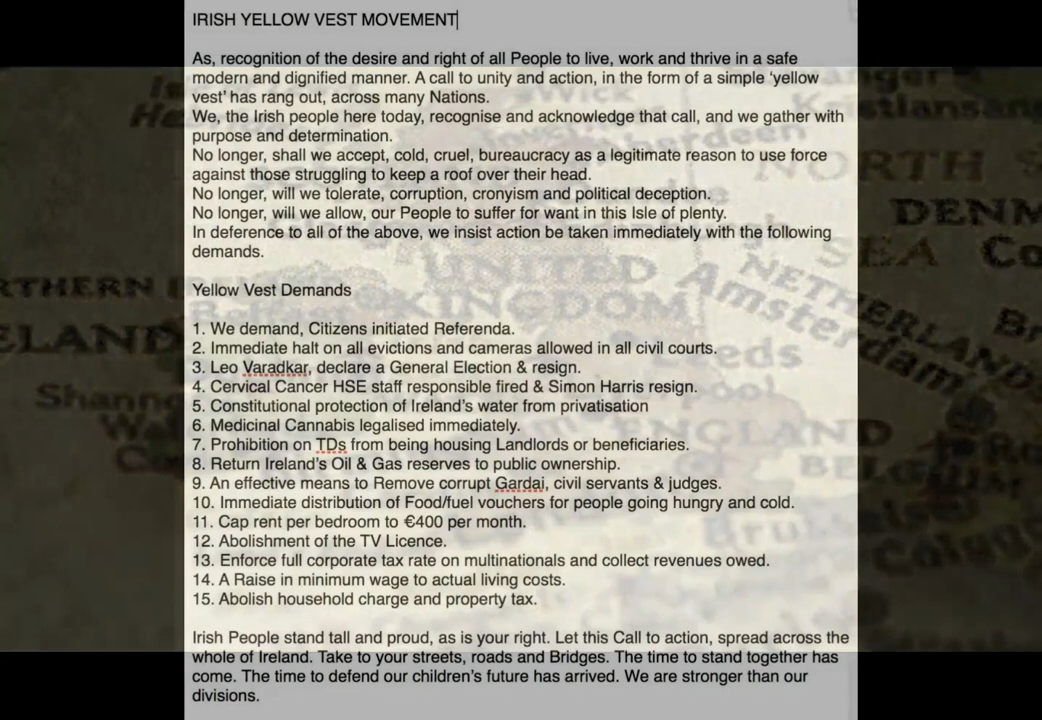 IRISH YELLOW VEST MOVEMENT
As, recognition of the desire and right of all People to live, work and thrive in a safe
modern and dignified manner. A call to unity and action, in the form of a simple ‘yellow
vest’ has rang out, across many Nations.
We, the Irish people here today, recognise and acknowledge that call, and we gather with
purpose and determination.
No longer, shall we accept, cold, cruel, bureaucracy as a legitimate reason to use force
against those struggling to keep a roof over their head.
No longer, will we tolerate, corruption, cronyism and political deception.
No longer, will we allow, our People to suffer for want in this Isle of plenty.
In deference to all of the above, we insist action be taken immediately with the following
demands.
Yellow Vest Demands
1. We demand, Citizens initiated Referenda.
2. Immediate halt on all evictions and cameras allowed in all civil courts.
3. Leo Varadkar, declare a General Election & resign.
4. Cervical Cancer HSE staff responsible fired & Simon Harris resign.
5. Constitutional protection of Ireland’s water from privatisation
6. Medicinal Cannabis legalised immediately.
7. Prohibition on TDs from being housing Landlords or beneficiaries.
8. Return Ireland’s Oil & Gas reserves to public ownership.
9. An effective means to Remove corrupt Gardai, civil servants & judges.
10. Immediate distribution of Food/fuel vouchers for people going hungry and cold.
11. Cap rent per bedroom to €400 per month.
12. Abolishment of the TV Licence.
13. Enforce full corporate tax rate on multinationals and collect revenues owed.
14. A Raise in minimum wage to actual living costs.
15. Abolish household charge and property tax.
Irish People stand tall and proud, as is your right. Let this Call to action, spread across the
whole of Ireland. Take to your streets, roads and Bridges. The time to stand together has
come. The time to defend our children’s future has arrived. We are stronger than our
divisions.
NORTH
DENM
SEA
UNITED
KINGDOM
Amsterdam
NETHERLAND
ENGLAND
BELGIUM